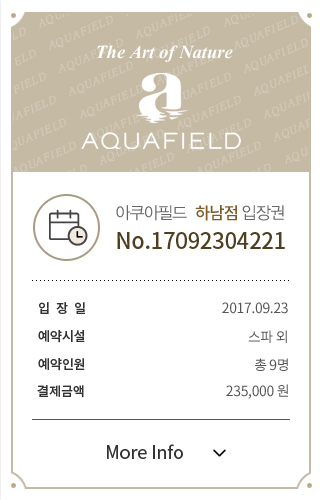 The Art of Nature
a
AQUAFIELD
아쿠아필드 하남점 입장권
No.17092304221
입 장 일 2017.09.23
예약시설 스파 외
예약인원 총 9명
결제금액 235,000 원
More Info